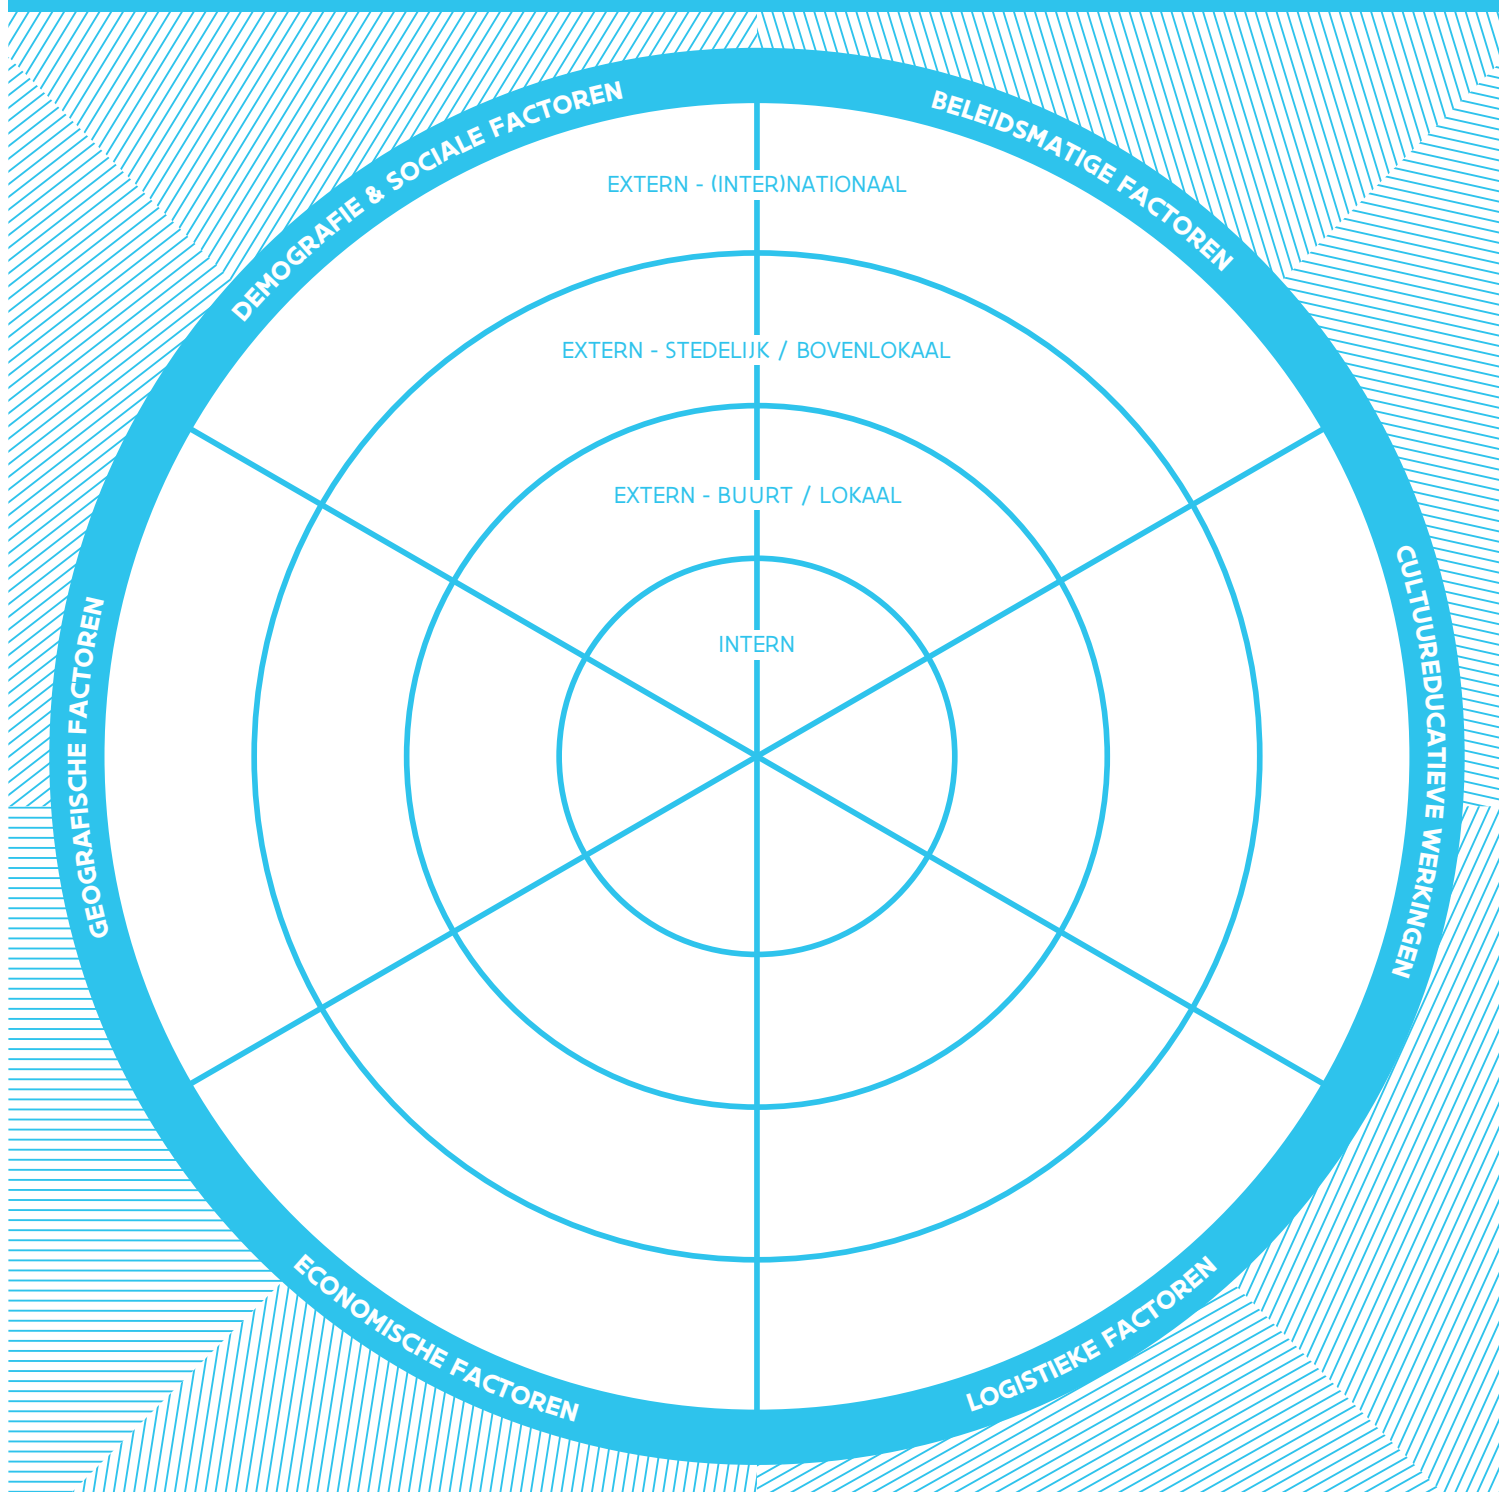 DEMOGRAFIE & SOCIALE FACTOREN
BELEIDSMATIGE FACTOREN
EXTERN - (INTER)NATIONAAL
EXTERN - STEDELIJK / BOVENLOKAAL
EXTERN - BUURT / LOKAAL
INTERN
GEOGRAFISCHE FACTOREN
CULTUUREDUCATIEVE WERKINGEN
ECONOMISCHE FACTOREN
LOGISTIEKE FACTOREN